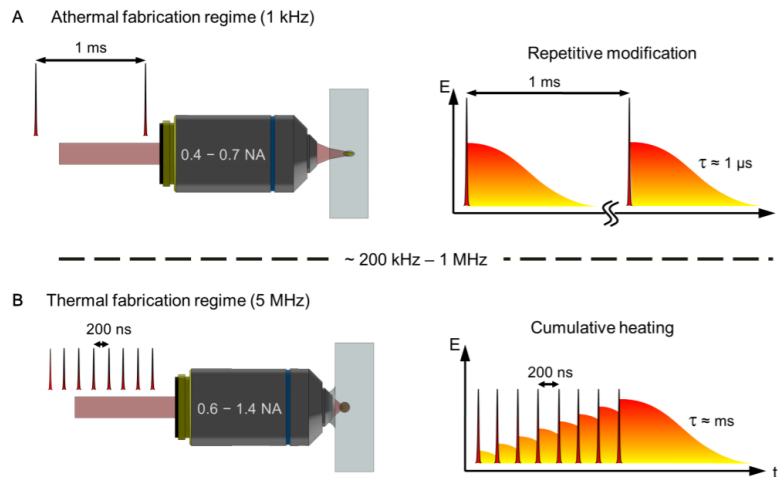 A Athermal fabrication regime (1 kHz)
1 ms
0.4 – 0.7 NA
Repetitive modification
E
1 ms
τ ≈ 1 µs
~ 200 kHz – 1 MHz
B Thermal fabrication regime (5 MHz)
200 ns
0.6 – 1.4 NA
Cumulative heating
E
200 ns
τ ≈ ms
t